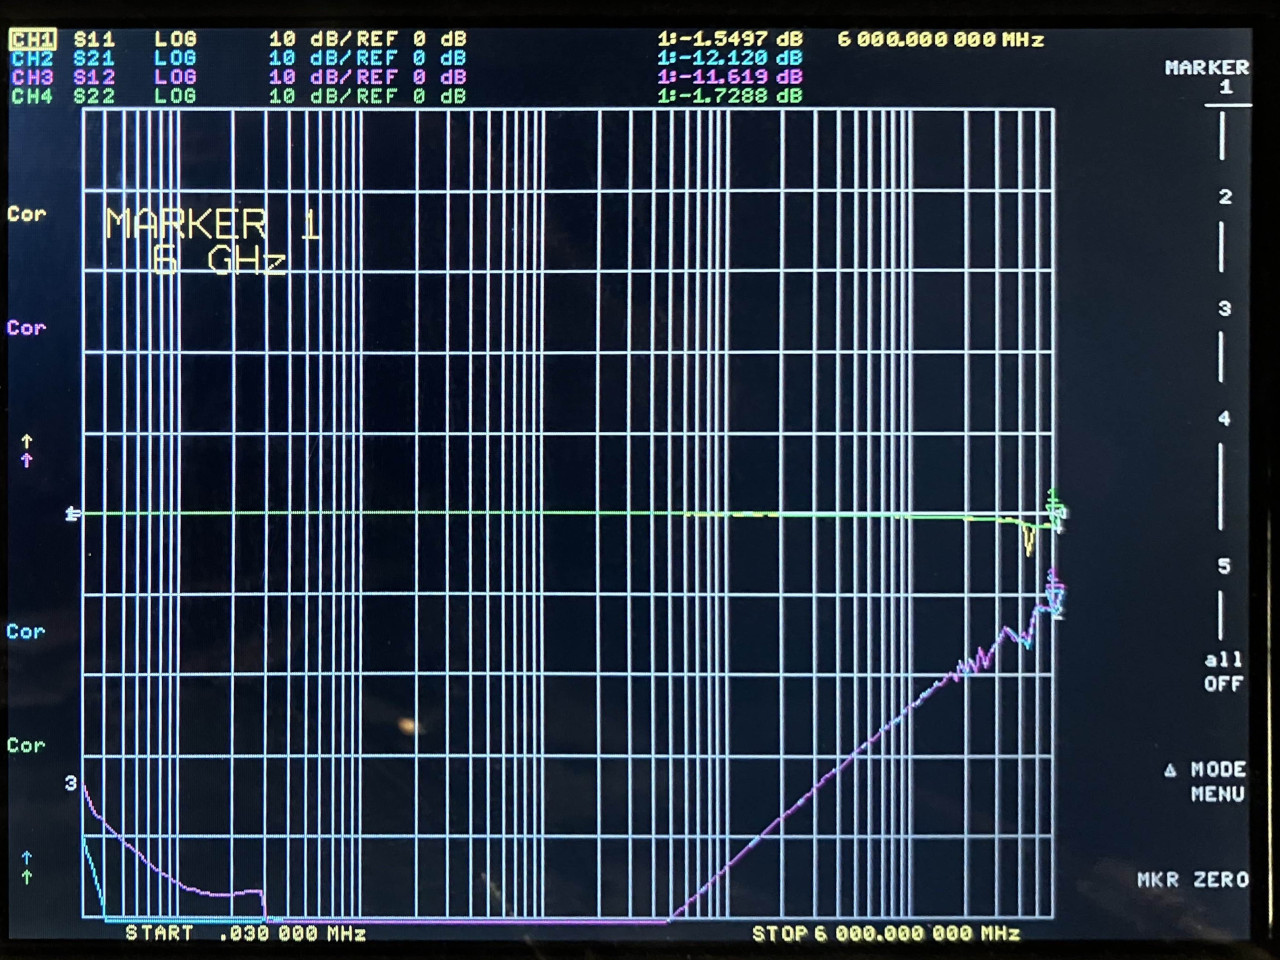 CH1 S11 LOG 10 dB/REF 0 dB 1:-1.5497 dB 6 000.000 000 MHz
CH2 S21 LOG 10 dB/REF 0 dB 1:-12.120 dB
CH3 S12 LOG 10 dB/REF 0 dB 1:-11.619 dB
CH4 S22 LOG 10 dB/REF 0 dB 1:-1.7288 dB
MARKER
1
2
Cor
MARKER 1
6 GHz
3
Cor
4
↑
↑
5
Cor
all
OFF
Cor
Δ MODE
MENU
3
↑
↑
MKR ZERO
START .030 000 MHz STOP 6 000.000 000 MHz